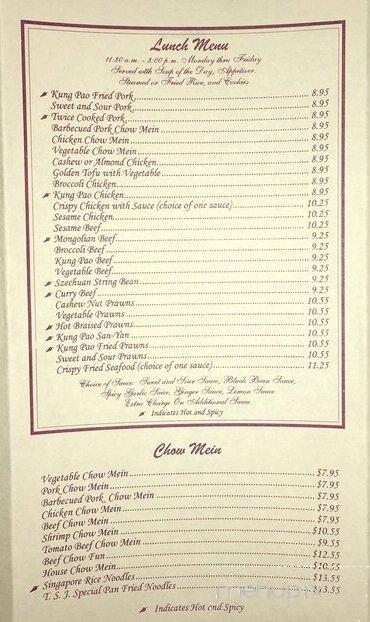 Lunch Menu
11:30 a.m. - 3:00 p.m. Monday thru Friday
Served with Soup of the Day, Appetizer
Steamed or Fried Rice, and Cookies
Kung Pao Fried Pork 8.95
Sweet and Sour Pork 8.95
Twice Cooked Pork 8.95
Barbecued Pork Chow Mein 8.95
Chicken Chow Mein 8.95
Vegetable Chow Mein 8.95
Cashew or Almond Chicken 8.95
Golden Tofu with Vegetable 8.95
Broccoli Chicken 8.95
Kung Pao Chicken 8.95
Crispy Chicken with Sauce (choice of one sauce) 10.25
Sesame Chicken 10.25
Sesame Beef 10.25
Mongolian Beef 9.25
Broccoli Beef 9.25
Kung Pao Beef 9.25
Vegetable Beef 9.25
Szechuan String Bean 9.25
Curry Beef 9.25
Cashew Nut Prawns 10.55
Vegetable Prawns 10.55
Hot Braised Prawns 10.55
Kung Pao San-Yan 10.55
Kung Pao Fried Prawns 10.55
Sweet and Sour Prawns 10.55
Crispy Fried Seafood (choice of one sauce) 11.25
Choice of Sauce: Sweet and Sour Sauce, Black Bean Sauce,
Spicy Garlic Saice, Ginger Sauce, Lemon Sauce
Extra Charge On Additional Sauce
Indicates Hot and Spicy
Chow Mein
Vegetable Chow Mein $7.95
Pork Chow Mein $7.95
Barbecued Pork Chow Mein $7.95
Chicken Chow Mein $7.95
Beef Chow Mein $7.95
Shrimp Chow Mein $10.55
Tomato Beef Chow Mein $9.55
Beef Chow Fun $12.55
House Chow Mein $10.55
Singapore Rice Noodles $13.55
T. S. J. Special Pan Fried Noodles $13.55
Indicates Hot and Spicy